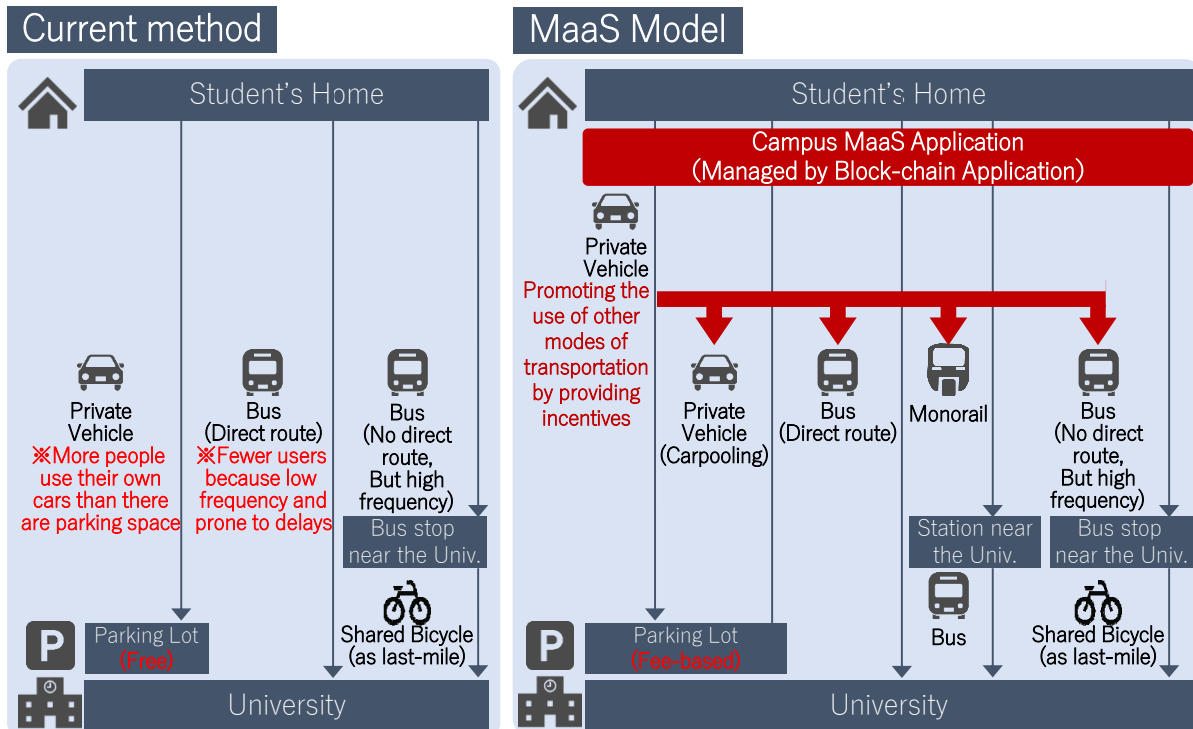 Current method
Student's Home
Private
Vehicle
※More people
use their own
cars than there
are parking space
Bus
(Direct route)
※Fewer users
because low
frequency and
prone to delays
Bus
(No direct
route,
But high
frequency)
Bus stop
near the Univ.
Shared Bicycle
(as last-mile)
P
Parking Lot
(Free)
University
MaaS Model
Student's Home
Campus MaaS Application
(Managed by Block-chain Application)
Private
Vehicle
Promoting the
use of other
modes of
transportation
by providing
incentives
Private
Vehicle
(Carpooling)
Bus
(Direct route)
Monorail
Station near
the Univ.
Bus
Bus
(No direct
route,
But high
frequency)
Bus stop
near the Univ.
Shared Bicycle
(as last-mile)
P
Parking Lot
(Fee-based)
University